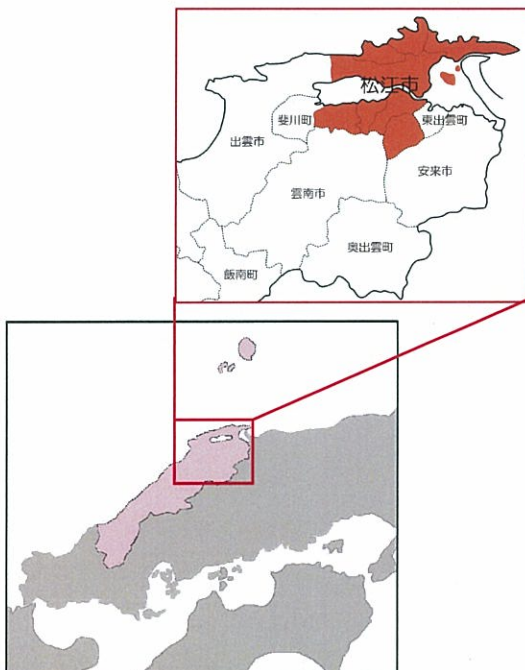 松江市
斐川町
東出雲町
出雲市
安来市
雲南市
奥出雲町
飯南町